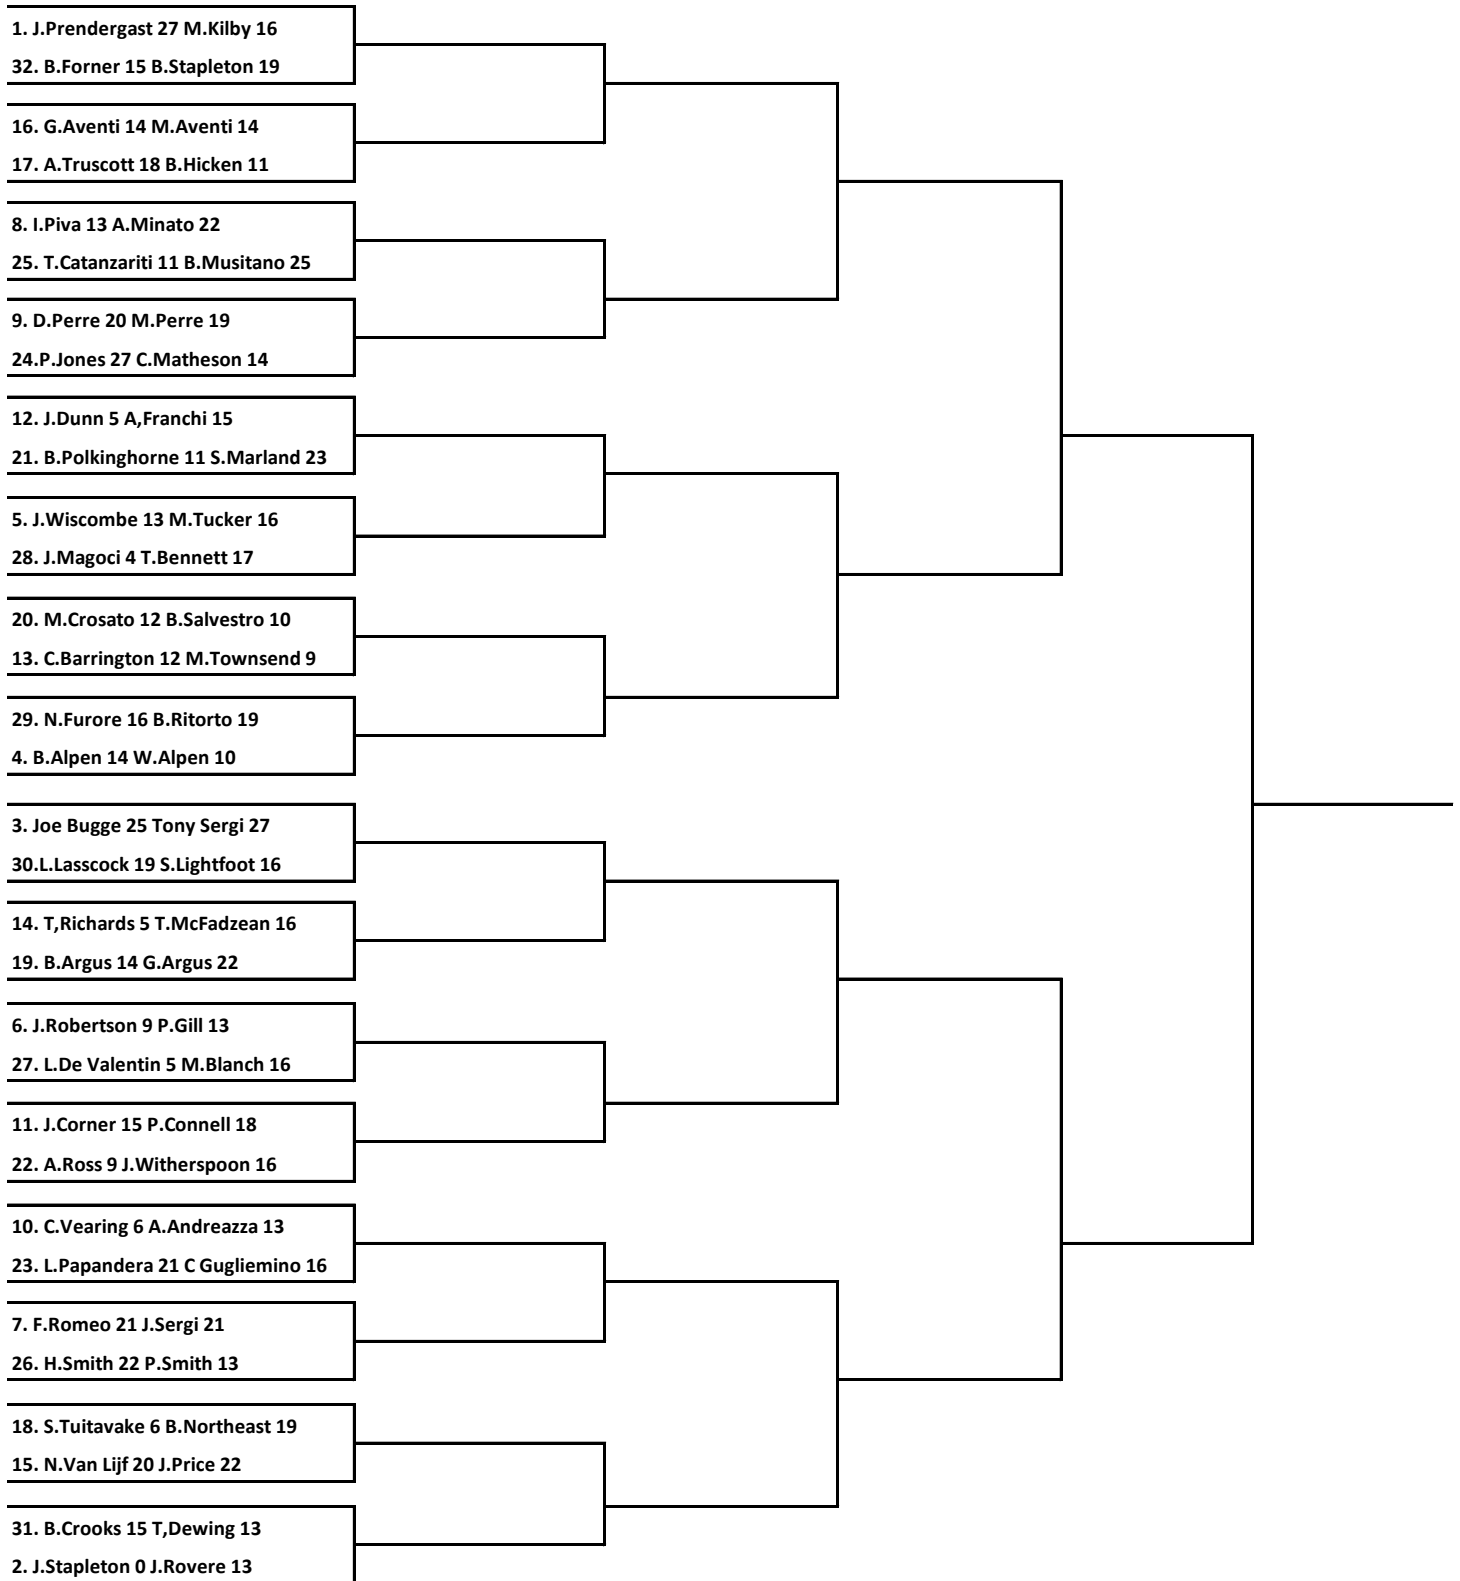 1. J.Prendergast 27 M.Kilby 16
32. B.Forner 15 B.Stapleton 19
16. G.Aventi 14 M.Aventi 14
17. A.Truscott 18 B.Hicken 11
8. I.Piva 13 A.Minato 22
25. T.Catanzariti 11 B.Musitano 25
9. D.Perre 20 M.Perre 19
24.P.Jones 27 C.Matheson 14
12. J.Dunn 5 A,Franchi 15
21. B.Polkinghorne 11 S.Marland 23
5. J.Wiscombe 13 M.Tucker 16
28. J.Magoci 4 T.Bennett 17
20. M.Crosato 12 B.Salvestro 10
13. C.Barrington 12 M.Townsend 9
29. N.Furore 16 B.Ritorto 19
4. B.Alpen 14 W.Alpen 10
3. Joe Bugge 25 Tony Sergi 27
30.L.Lasscock 19 S.Lightfoot 16
14. T,Richards 5 T.McFadzean 16
19. B.Argus 14 G.Argus 22
6. J.Robertson 9 P.Gill 13
27. L.De Valentin 5 M.Blanch 16
11. J.Corner 15 P.Connell 18
22. A.Ross 9 J.Witherspoon 16
10. C.Vearing 6 A.Andreazza 13
23. L.Papandera 21 C Gugliemino 16
7. F.Romeo 21 J.Sergi 21
26. H.Smith 22 P.Smith 13
18. S.Tuitavake 6 B.Northeast 19
15. N.Van Lijf 20 J.Price 22
31. B.Crooks 15 T,Dewing 13
2. J.Stapleton 0 J.Rovere 13